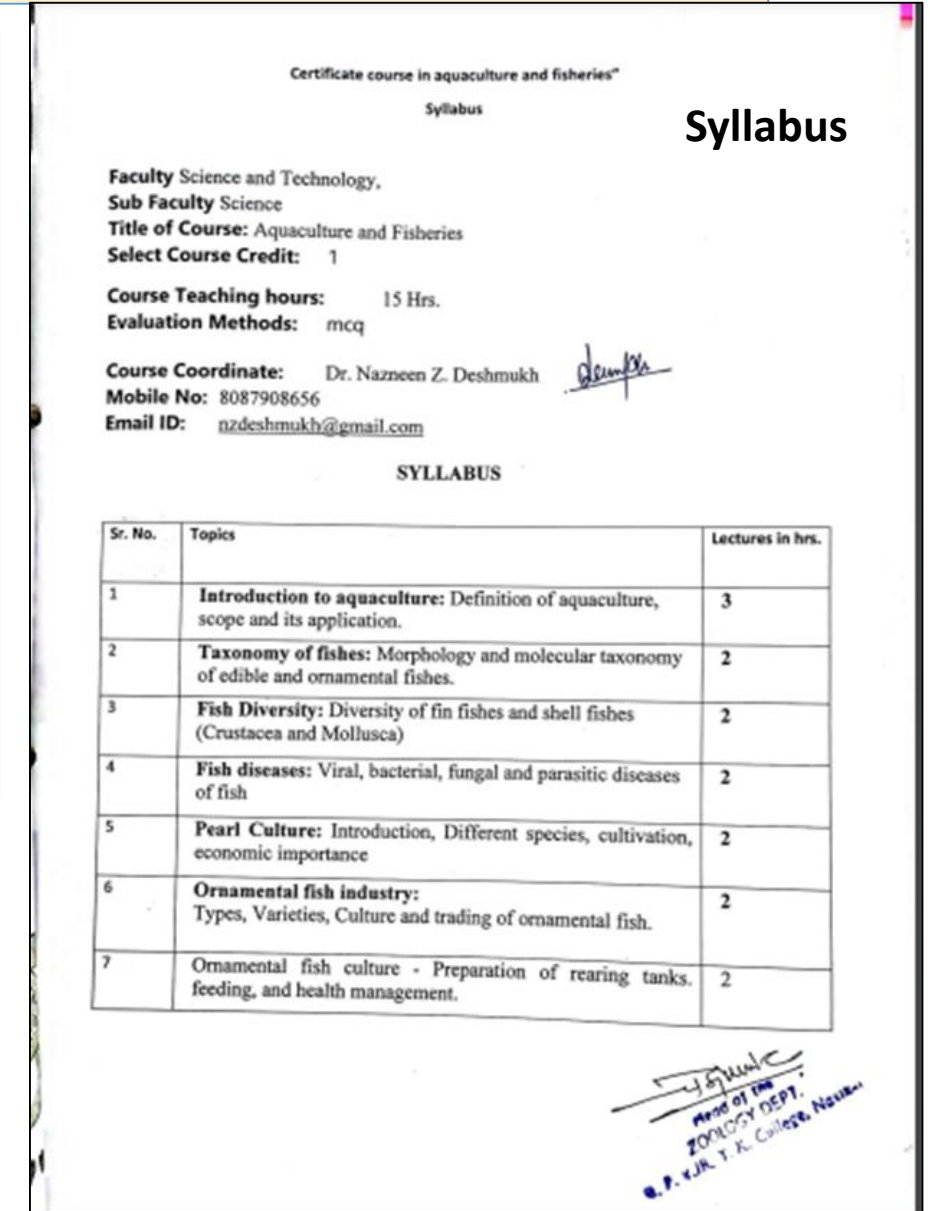 Certificate course in aquaculture and fisheries"
Syllabus
Syllabus
Faculty Science and Technology,
Sub Faculty Science
Title of Course: Aquaculture and Fisheries
Select Course Credit: 1
Course Teaching hours: 15 Hrs.
Evaluation Methods: mcq
Course Coordinate: Dr. Nazneen Z. Deshmukh
Mobile No: 8087908656
Email ID: nzdeshmukh@gmail.com
SYLLABUS
Sr. No. Topics Lectures in hrs.
1 Introduction to aquaculture: Definition of aquaculture, 3
scope and its application.
2 Taxonomy of fishes: Morphology and molecular taxonomy 2
of edible and ornamental fishes.
3 Fish Diversity: Diversity of fin fishes and shell fishes 2
(Crustacea and Mollusca)
4 Fish diseases: Viral, bacterial, fungal and parasitic diseases 2
of fish
5 Pearl Culture: Introduction, Different species, cultivation, 2
economic importance
6 Ornamental fish industry: 2
Types, Varieties, Culture and trading of ornamental fish.
7 Ornamental fish culture - Preparation of rearing tanks. 2
feeding, and health management.
Head of the
ZOOLOGY DEPT.
T. K. College,